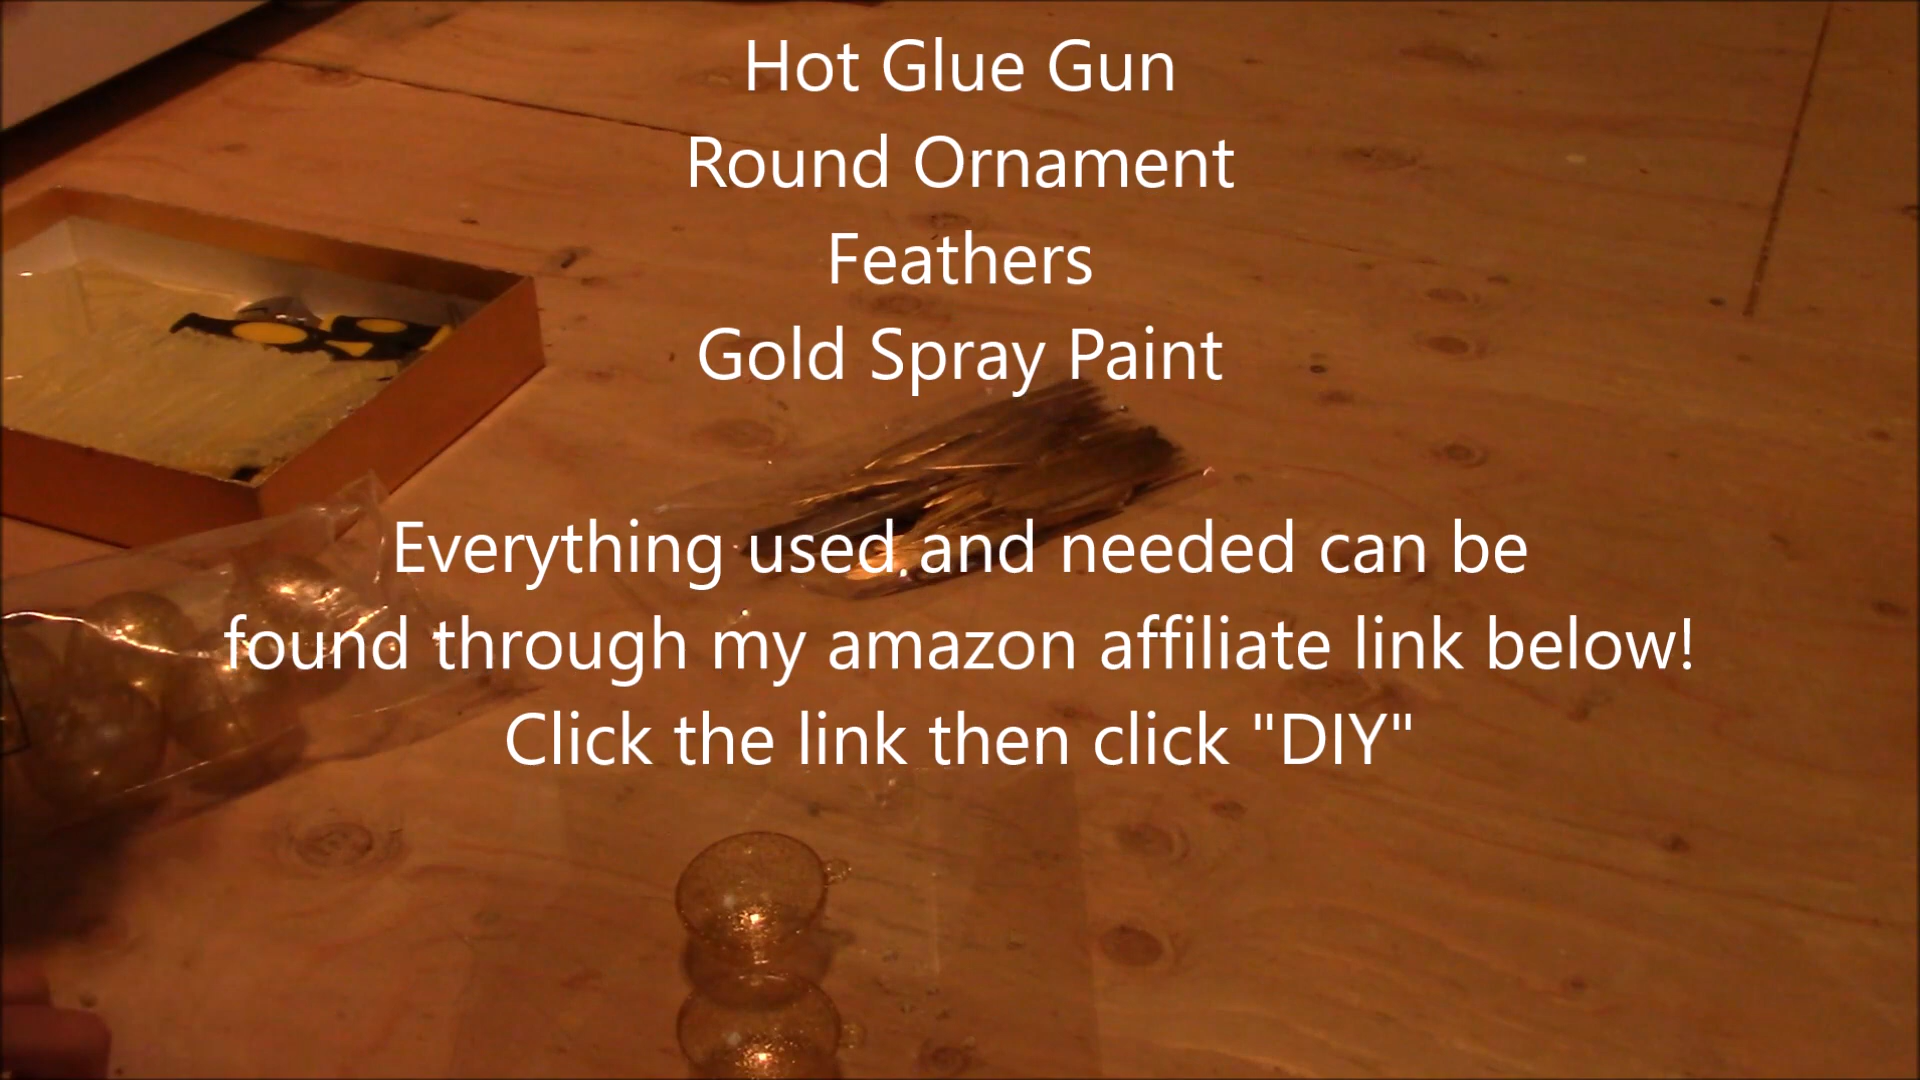 Hot Glue Gun
Round Ornament
Feathers
Gold Spray Paint
Everything used and needed can be
found through my amazon affiliate link below!
Click the link then click "DIY"